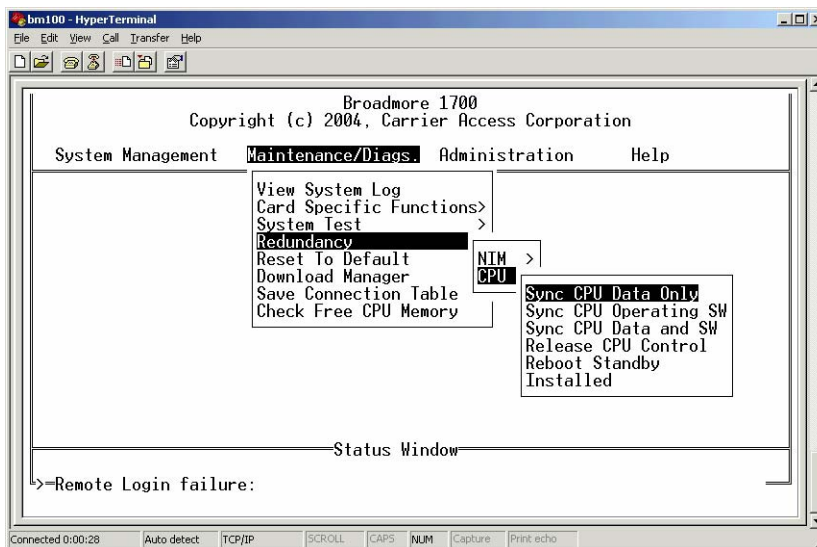 bm100 - HyperTerminal
File Edit View Call Transfer Help
Broadmore 1700
Copyright (c) 2004, Carrier Access Corporation
System Management Maintenance/Diags. Administration Help
View System Log
Card Specific Functions>
System Test >
Redundancy
Reset To Default
Download Manager
Save Connection Table
Check Free CPU Memory
NIM >
CPU
Sync CPU Data Only
Sync CPU Operating SW
Sync CPU Data and SW
Release CPU Control
Reboot Standby
Installed
Status Window
>=Remote Login failure:
Connected 0:00:28 Auto detect TCP/IP SCROLL CAPS NUM Capture Print echo